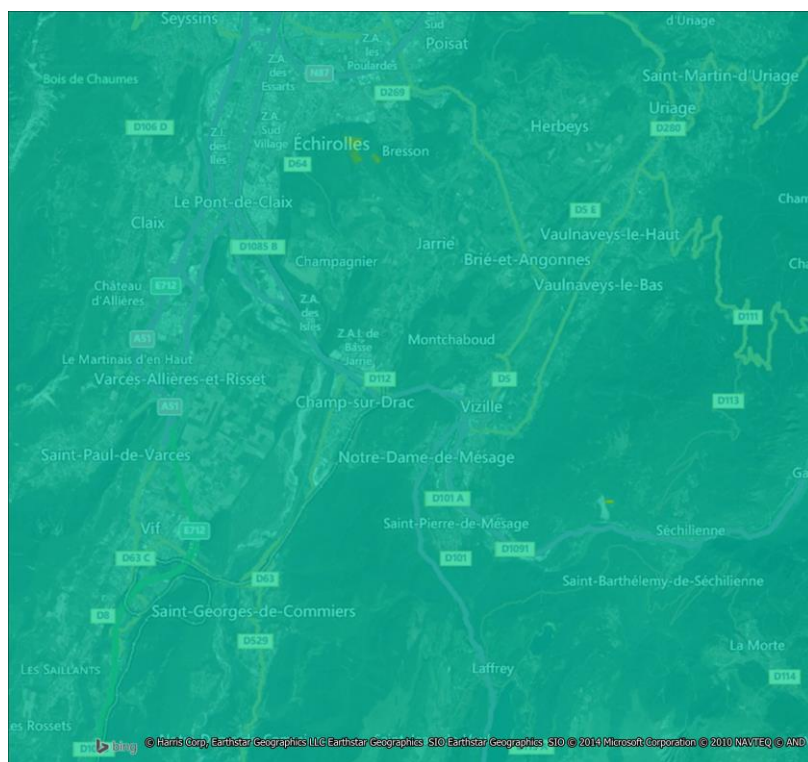 Seyssins
d'Uriage
Sud
Z.A.
les
Poulardes
Poisat
Z.A.
des
Essarts
N87
Bois de Chaumes
Saint-Martin-d'Uriage
D269
Uriage
D106 D
Z.I.
des
Îles
Z.A.
Sud
Village
Herbeys
D280
Échirolles
Bresson
D64
Le Pont-de-Claix
Claix
D5 E
Vaulnaveys-le-Haut
Jarrié
D1085 B
Champagnier
Brié-et-Angonnes
Château
d'Allières
E712
Vaulnaveys-le-Bas
Z.A.
des
Isles
D111
A51
Z.A.I. de
Basse
Jarrie
Montchaboud
Le Martinais d'en Haut
Varces-Allières-et-Risset
D112
D5
Champ-sur-Drac
Vizille
D113
A51
Saint-Paul-de-Varces
Notre-Dame-de-Mésage
D101 A
Saint-Pierre-de-Mésage
Séchilienne
Vif
E712
D1091
D63 C
D101
D63
Saint-Barthélemy-de-Séchilienne
D8
Saint-Georges-de-Commiers
D529
La Morte
Les Saillants
Laffrey
D114
es Rossets
bing
© Harris Corp, Earthstar Geographics LLC Earthstar Geographics SIO Earthstar Geographics SIO © 2014 Microsoft Corporation © 2010 NAVTEQ © AND